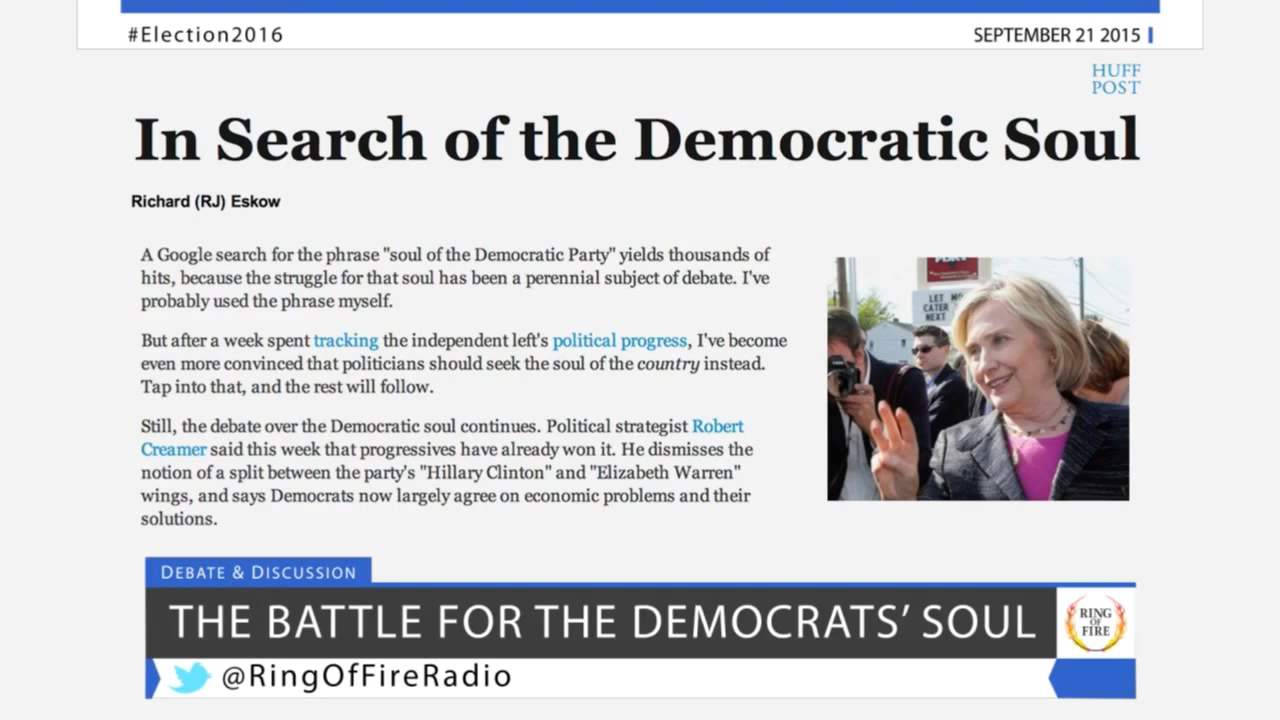 #Election2016
SEPTEMBER 21 2015
HUFF
POST
In Search of the Democratic Soul
Richard (RJ) Eskow
A Google search for the phrase "soul of the Democratic Party" yields thousands of
hits, because the struggle for that soul has been a perennial subject of debate. I've
probably used the phrase myself.
But after a week spent tracking the independent left's political progress, I've become
even more convinced that politicians should seek the soul of the country instead.
Tap into that, and the rest will follow.
Still, the debate over the Democratic soul continues. Political strategist Robert
Creamer said this week that progressives have already won it. He dismisses the
notion of a split between the party's "Hillary Clinton" and "Elizabeth Warren"
wings, and says Democrats now largely agree on economic problems and their
solutions.
LET
CATER
NEXT
DEBATE & DISCUSSION
THE BATTLE FOR THE DEMOCRATS' SOUL
RING
OF
FIRE
@RingOfFireRadio